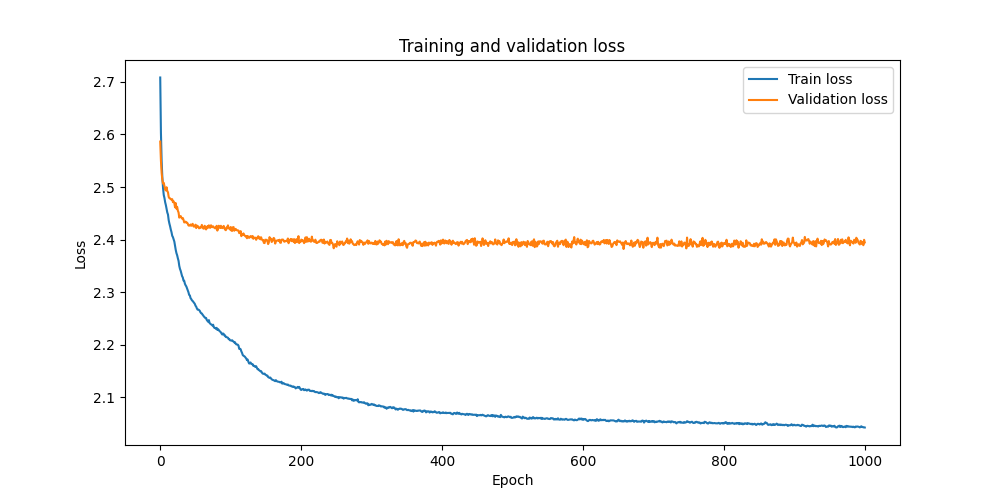 Training and validation loss
Train loss
Validation loss
2.7
2.6
2.5
2.4
2.3
2.2
2.1
Loss
0
200
400
600
800
1000
Epoch